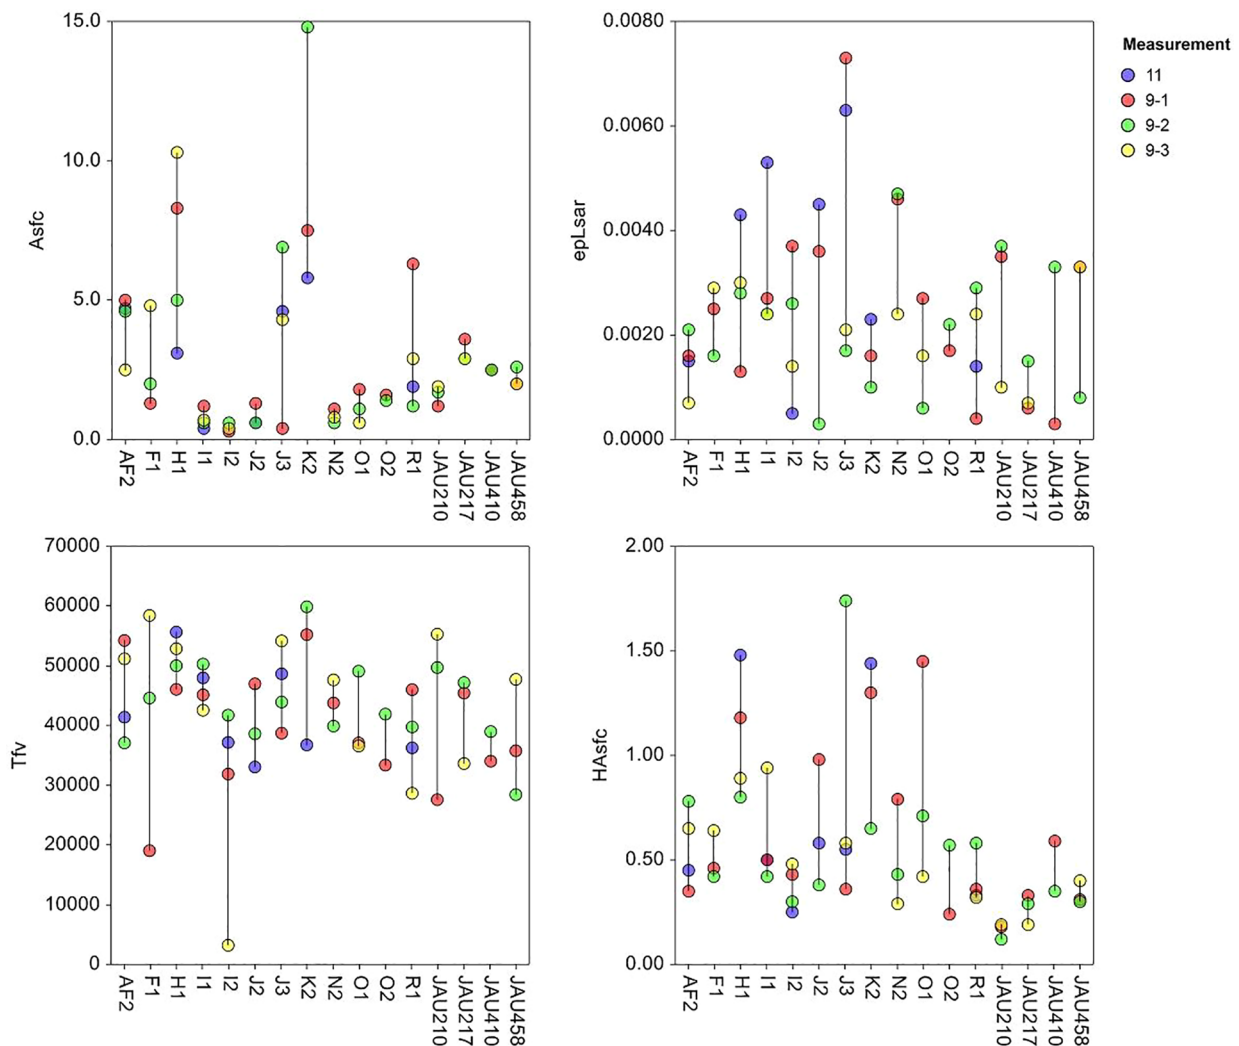 15.0
10.0
5.0
0.0
Asfc
AF2
F1
H1
I1
I2
J2
J3
K2
N2
O1
O2
R1
JAU210
JAU217
JAU410
JAU458
0.0080
0.0060
0.0040
0.0020
0.0000
epLsar
AF2
F1
H1
I1
I2
J2
J3
K2
N2
O1
O2
R1
JAU210
JAU217
JAU410
JAU458
Measurement
11
9-1
9-2
9-3
70000
60000
50000
40000
30000
20000
10000
0
Tfv
AF2
F1
H1
I1
I2
J2
J3
K2
N2
O1
O2
R1
JAU210
JAU217
JAU410
JAU458
2.00
1.50
1.00
0.50
0.00
HAsfc
AF2
F1
H1
I1
I2
J2
J3
K2
N2
O1
O2
R1
JAU210
JAU217
JAU410
JAU458